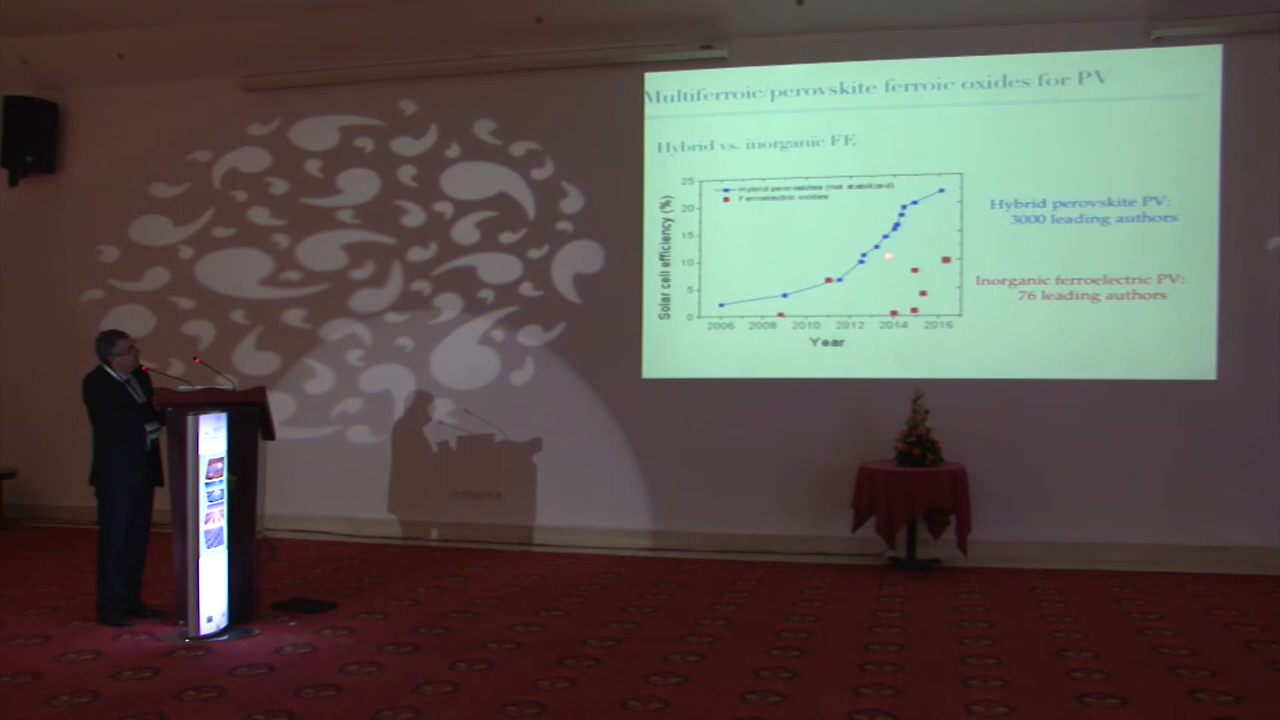 Multiferroic/perovskite ferroic oxides for PV
Hybrid vs. inorganic FE
Hybrid perovskites (not stabilized)
Ferroelectric oxides
25
20
15
10
5
0
Solar cell efficiency (%)
2006 2008 2010 2012 2014 2016
Year
Hybrid perovskite PV:
3000 leading authors
Inorganic ferroelectric PV:
76 leading authors